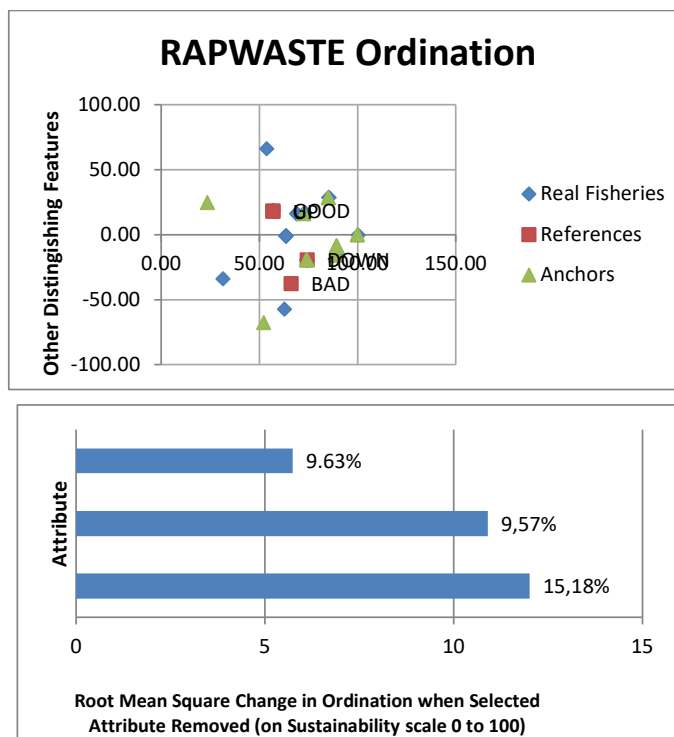 RAPWASTE Ordination
Other Distingishing Features
100.00
50.00
0.00
-50.00
-100.00
0.00 50.00 100.00 150.00
GOOD
UP
DOWN
BAD
Real Fisheries
References
Anchors
Attribute
9.63%
9,57%
15,18%
0 5 10 15
Root Mean Square Change in Ordination when Selected
Attribute Removed (on Sustainability scale 0 to 100)